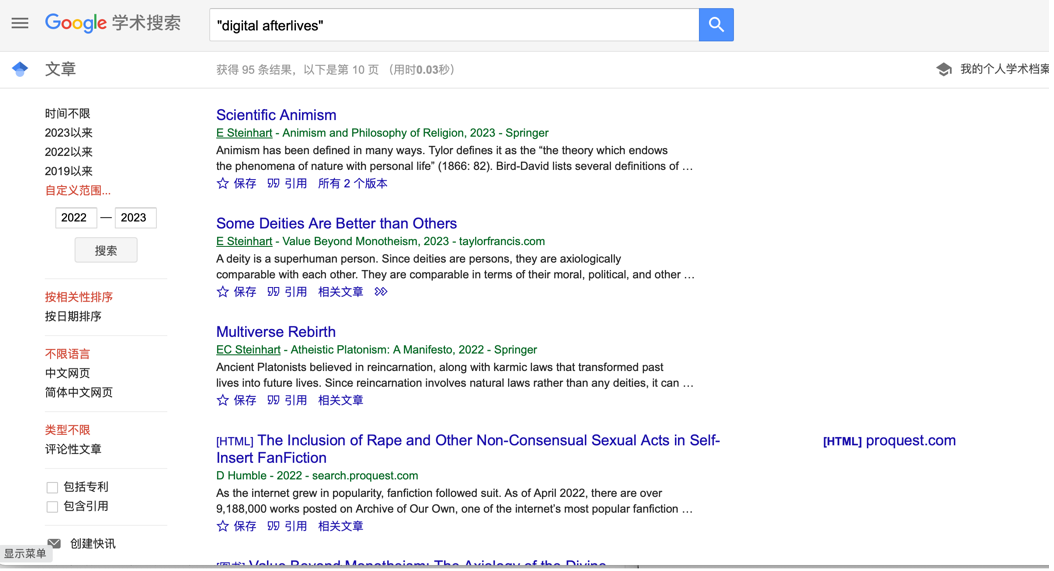 Google 学术搜索
"digital afterlives"
文章
获得 95 条结果，以下是第 10 页 （用时0.03秒）
我的个人学术档案
时间不限
2023以来
2022以来
2019以来
自定义范围...
2022 — 2023
搜索
按相关性排序
按日期排序
不限语言
中文网页
简体中文网页
类型不限
评论性文章
包括专利
包含引用
创建快讯
显示菜单
Scientific Animism
E Steinhart - Animism and Philosophy of Religion, 2023 - Springer
Animism has been defined in many ways. Tylor defines it as the “the theory which endows
the phenomena of nature with personal life” (1866: 82). Bird-David lists several definitions of …
保存 引用 所有 2 个版本
Some Deities Are Better than Others
E Steinhart - Value Beyond Monotheism, 2023 - taylorfrancis.com
A deity is a superhuman person. Since deities are persons, they are axiologically
comparable with each other. They are comparable in terms of their moral, political, and other …
保存 引用 相关文章
Multiverse Rebirth
EC Steinhart - Atheistic Platonism: A Manifesto, 2022 - Springer
Ancient Platonists believed in reincarnation, along with karmic laws that transformed past
lives into future lives. Since reincarnation involves natural laws rather than any deities, it can …
保存 引用 相关文章
[HTML] The Inclusion of Rape and Other Non-Consensual Sexual Acts in Self-
Insert FanFiction
D Humble - 2022 - search.proquest.com
As the internet grew in popularity, fanfiction followed suit. As of April 2022, there are over
9,188,000 works posted on Archive of Our Own, one of the internet’s most popular fanfiction …
保存 引用 相关文章
[HTML] proquest.com
[图书] Value Beyond Monotheism: The Axiology of the Divine